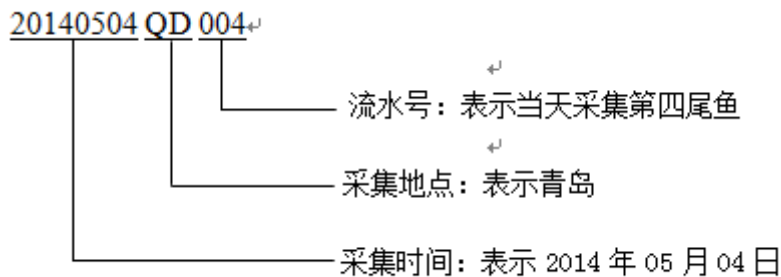 20140504 QD 004↵
↵
流水号：表示当天采集第四尾鱼
↵
采集地点：表示青岛
采集时间：表示 2014 年 05 月 04 日